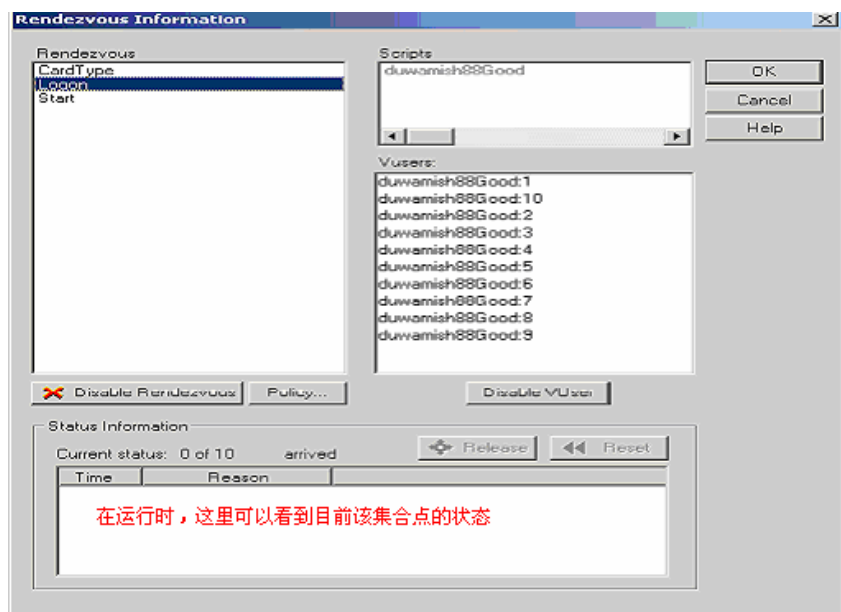 Rendezvous Information
Rendezvous
CardType
Logon
Start
Scripts
duwamish88Good
OK
Cancel
Help
Vusers:
duwamish88Good:1
duwamish88Good:10
duwamish88Good:2
duwamish88Good:3
duwamish88Good:4
duwamish88Good:5
duwamish88Good:6
duwamish88Good:7
duwamish88Good:8
duwamish88Good:9
Disable Rendezvous
Policy...
Disable VUser
Status Information
Current status: 0 of 10 arrived
Release
Reset
Time Reason
在运行时，这里可以看到目前该集合点的状态